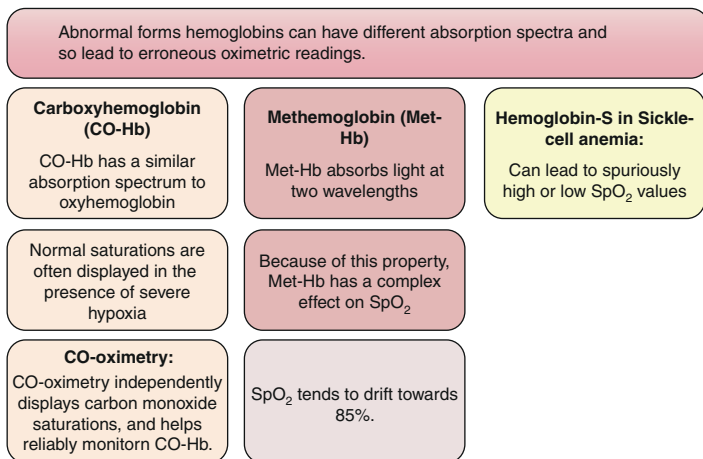 Abnormal forms hemoglobins can have different absorption spectra and
so lead to erroneous oximetric readings.
Carboxyhemoglobin
(CO-Hb)
CO-Hb has a similar
absorption spectrum to
oxyhemoglobin
Normal saturations are
often displayed in the
presence of severe
hypoxia
CO-oximetry:
CO-oximetry independently
displays carbon monoxide
saturations, and helps
reliably monitorn CO-Hb.
Methemoglobin (Met-
Hb)
Met-Hb absorbs light at
two wavelengths
Because of this property,
Met-Hb has a complex
effect on SpO₂
SpO₂ tends to drift towards
85%.
Hemoglobin-S in Sickle-
cell anemia:
Can lead to spuriously
high or low SpO₂ values